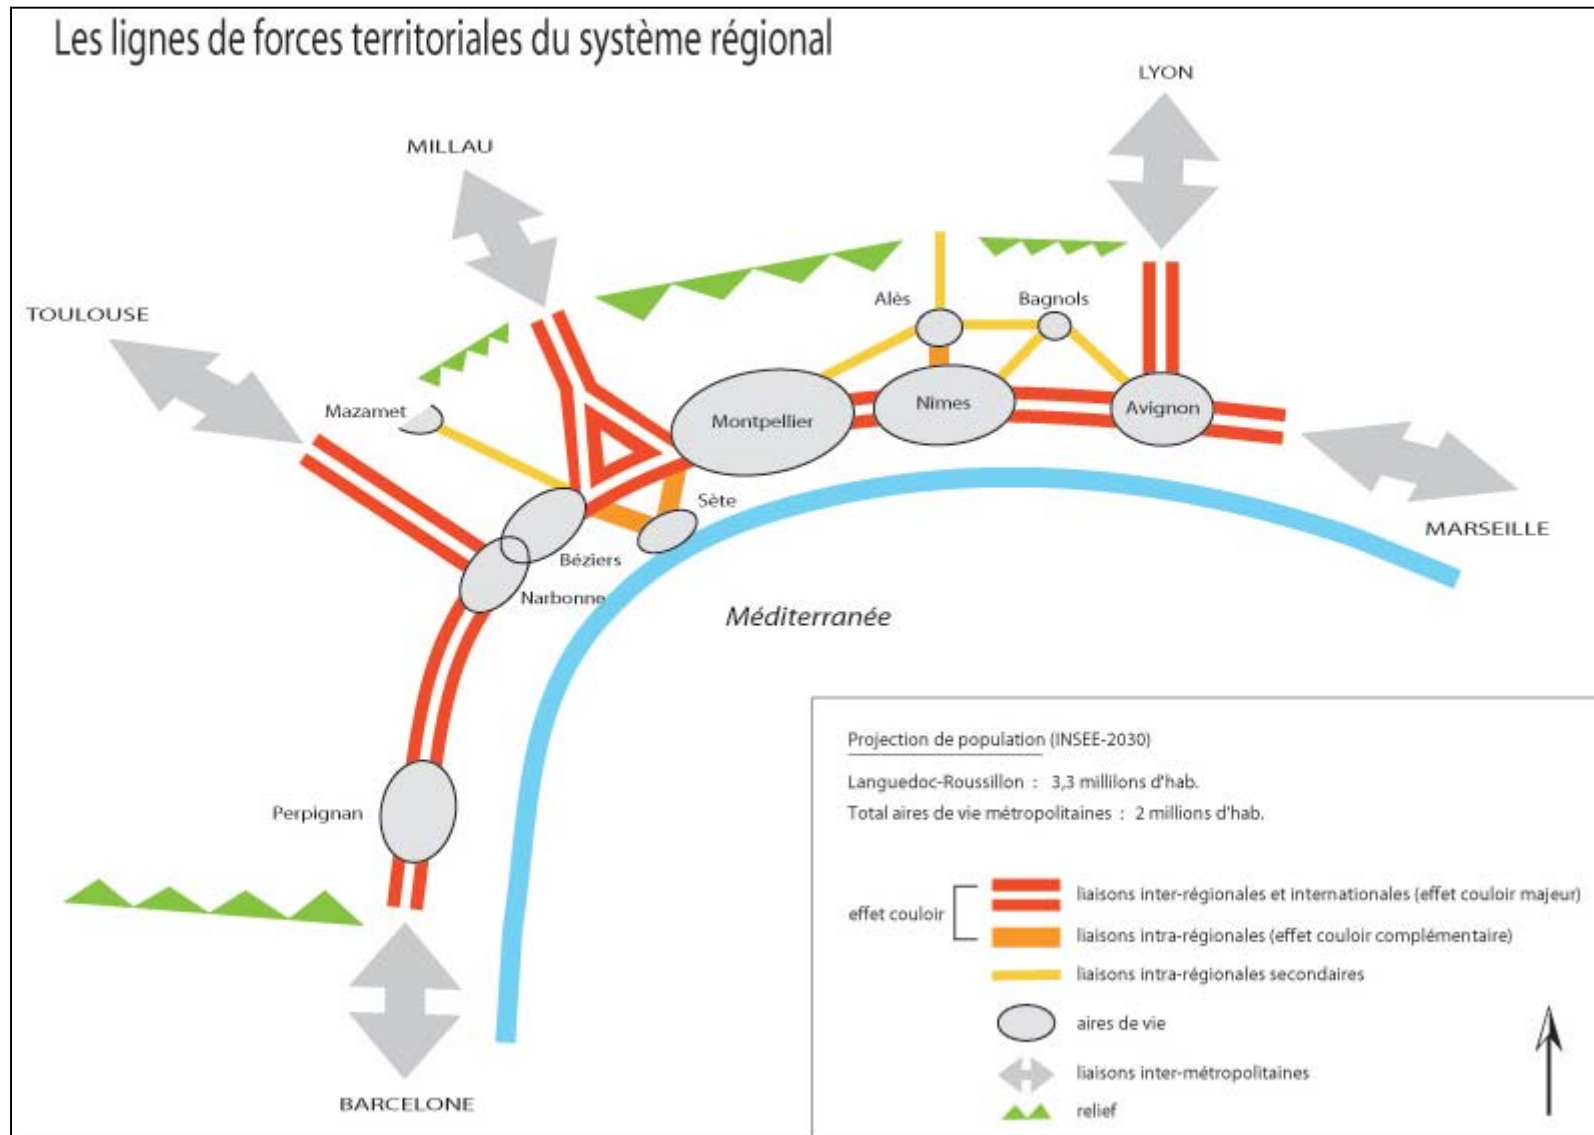 Les lignes de forces territoriales du système régional
LYON
MILLAU
TOULOUSE
Alès
Bagnols
Mazamet
Montpellier
Nîmes
Avignon
Sète
MARSEILLE
Béziers
Narbonne
Méditerranée
Perpignan
BARCELONE
Projection de population (INSEE-2030)
Languedoc-Roussillon : 3,3 millilons d'hab.
Total aires de vie métropolitaines : 2 millions d'hab.
effet couloir
liaisons inter-régionales et internationales (effet couloir majeur)
liaisons intra-régionales (effet couloir complémentaire)
liaisons intra-régionales secondaires
aires de vie
liaisons inter-métropolitaines
relief